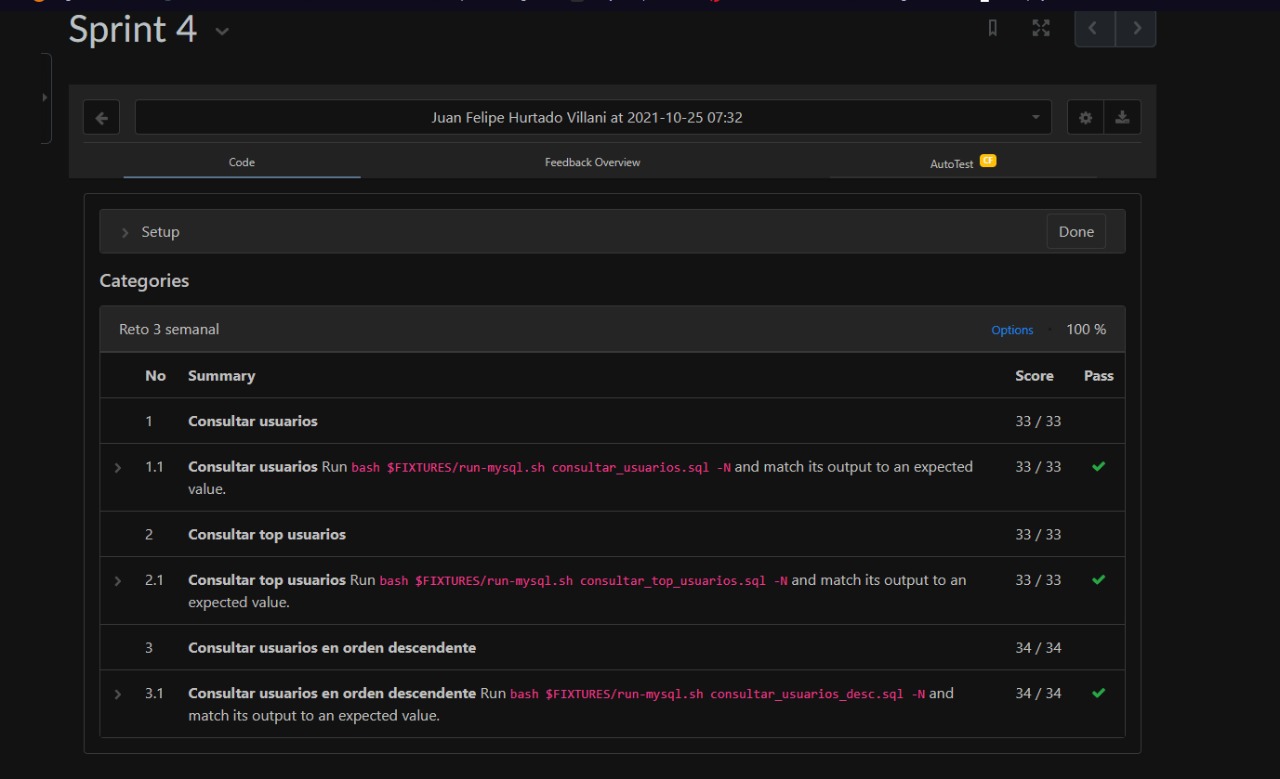 Sprint 4
Juan Felipe Hurtado Villani at 2021-10-25 07:32
Code
Feedback Overview
AutoTest CF
Setup
Done
Categories
Reto 3 semanal
Options
100 %
No Summary Score Pass
1 Consultar usuarios 33 / 33
1.1 Consultar usuarios Run bash $FIXTURES/run-mysql.sh consultar_usuarios.sql -N and match its output to an expected 33 / 33
value.
2 Consultar top usuarios 33 / 33
2.1 Consultar top usuarios Run bash $FIXTURES/run-mysql.sh consultar_top_usuarios.sql -N and match its output to an 33 / 33
expected value.
3 Consultar usuarios en orden descendente 34 / 34
3.1 Consultar usuarios en orden descendente Run bash $FIXTURES/run-mysql.sh consultar_usuarios_desc.sql -N and 34 / 34
match its output to an expected value.